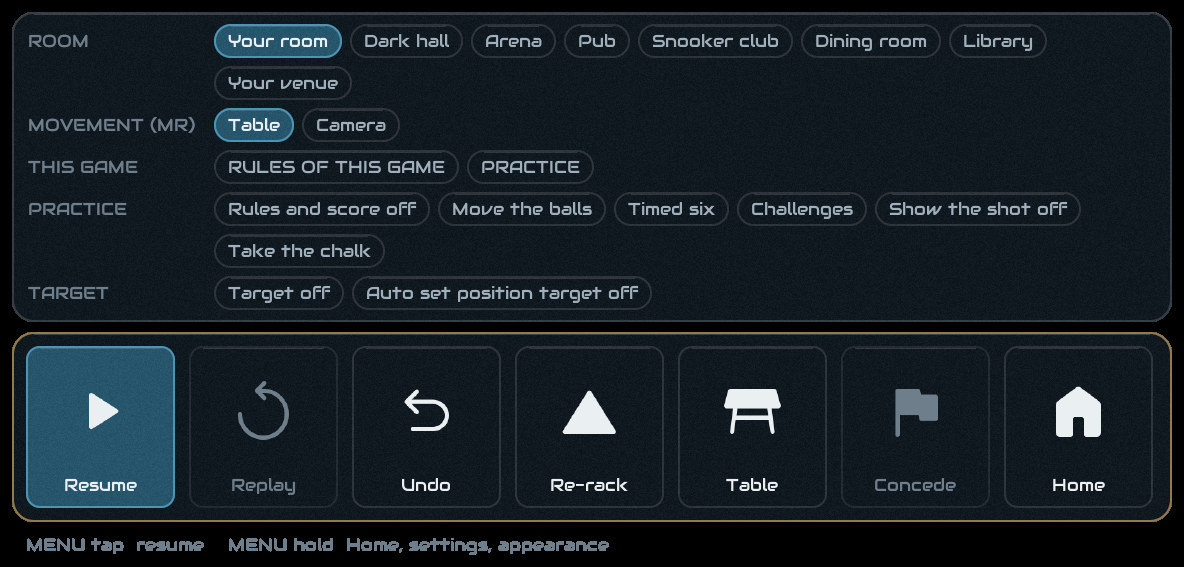 ROOM Your room Dark hall Arena Pub Snooker club Dining room Library
Your venue
MOVEMENT (MR) Table Camera
THIS GAME RULES OF THIS GAME PRACTICE
PRACTICE Rules and score off Move the balls Timed six Challenges Show the shot off
Take the chalk
TARGET Target off Auto set position target off
Resume Replay Undo Re-rack Table Concede Home
MENU tap resume MENU hold Home, settings, appearance